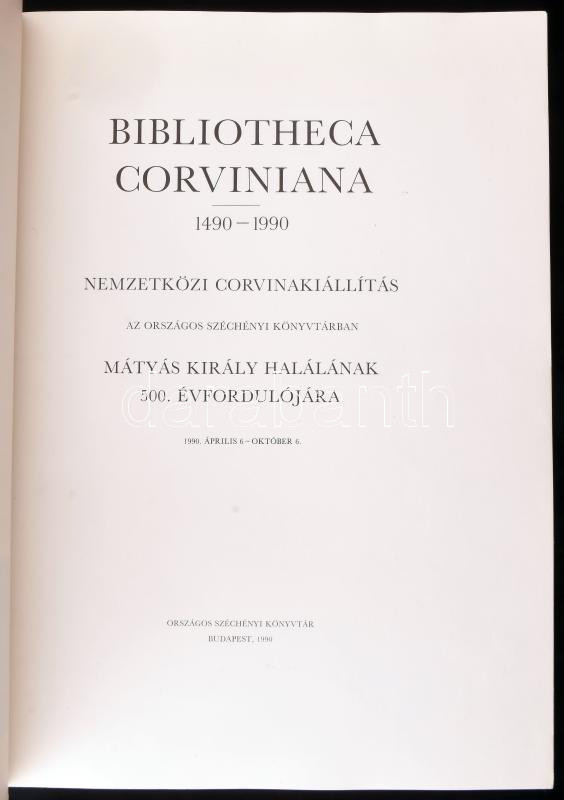 BIBLIOTHECA
CORVINIANA
1490–1990
NEMZETKÖZI CORVINAKIÁLLÍTÁS
AZ ORSZÁGOS SZÉCHÉNYI KÖNYVTÁRBAN
MÁTYÁS KIRÁLY HALÁLÁNAK
500. ÉVFORDULÓJÁRA
darabanth
1990. ÁPRILIS 6–OKTÓBER 6.
ORSZÁGOS SZÉCHÉNYI KÖNYVTÁR
BUDAPEST, 1990